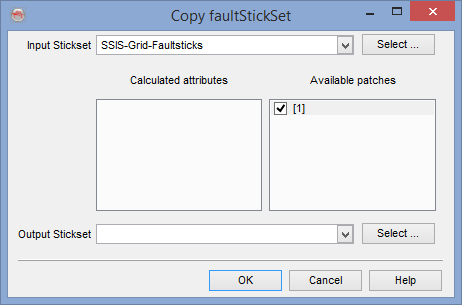 Copy faultStickSet
Input Stickset SSIS-Grid-Faultsticks Select ...
Calculated attributes Available patches
[1]
Output Stickset Select ...
OK Cancel Help